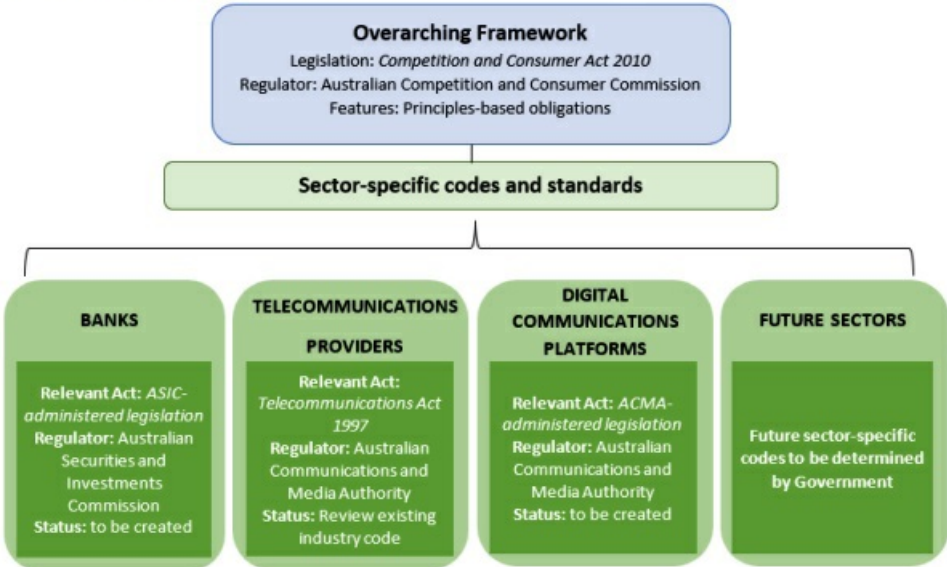 Overarching Framework
Legislation: Competition and Consumer Act 2010
Regulator: Australian Competition and Consumer Commission
Features: Principles-based obligations
Sector-specific codes and standards
BANKS
Relevant Act: ASIC-
administered legislation
Regulator: Australian
Securities and
Investments
Commission
Status: to be created
TELECOMMUNICATIONS
PROVIDERS
Relevant Act:
Telecommunications Act
1997
Regulator: Australian
Communications and
Media Authority
Status: Review existing
industry code
DIGITAL
COMMUNICATIONS
PLATFORMS
Relevant Act: ACMA-
administered legislation
Regulator: Australian
Communications and
Media Authority
Status: to be created
FUTURE SECTORS
Future sector-specific
codes to be determined
by Government